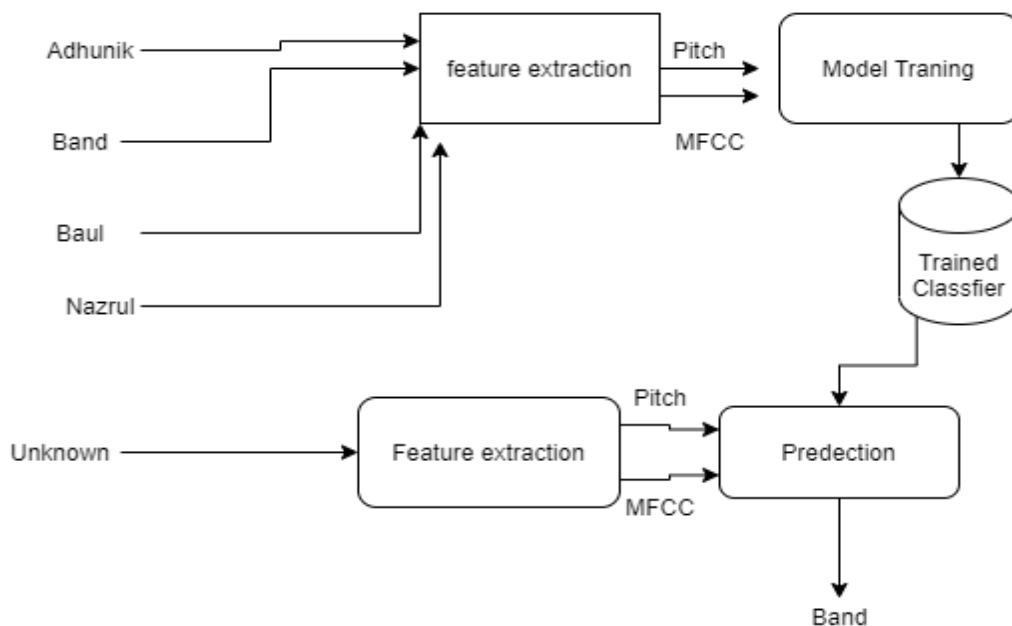 Adhunik
feature extraction
Pitch
Model Traning
Band
MFCC
Baul
Trained
Classfier
Nazrul
Unknown
Feature extraction
Pitch
MFCC
Predection
Band